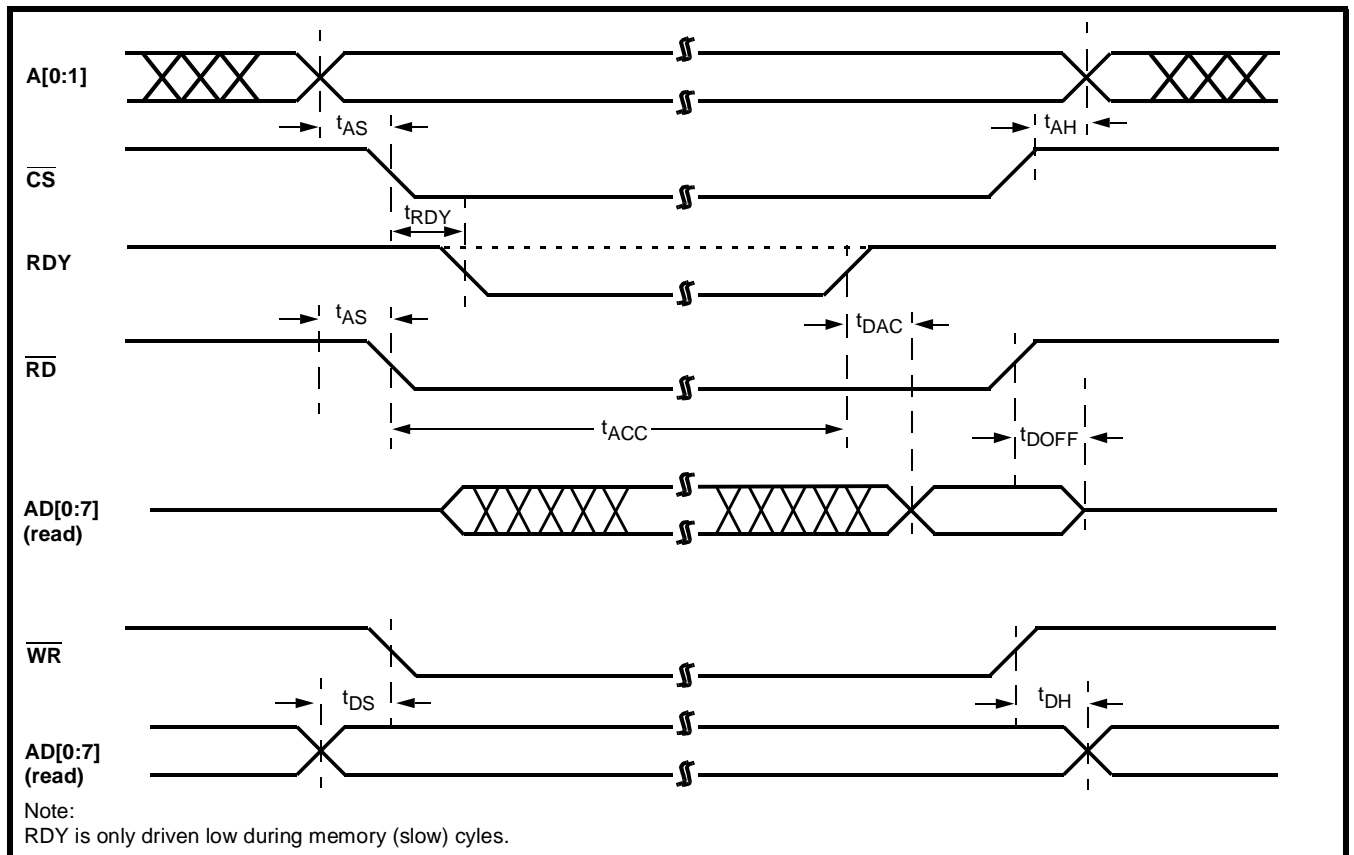 A[0:1]
tAS
tAH
CS
tRDY
RDY
tAS
tDAC
RD
tACC
tDOFF
AD[0:7]
(read)
WR
tDS
tDH
AD[0:7]
(read)
Note:
RDY is only driven low during memory (slow) cyles.